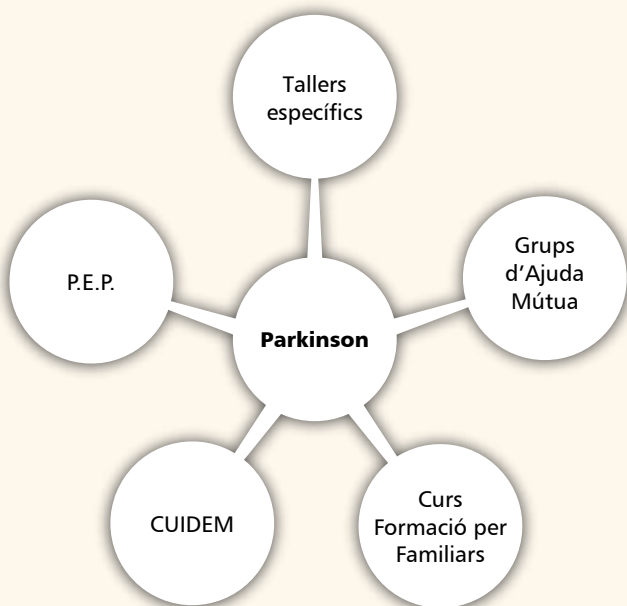 Tallers
específics
P.E.P.
Grups
d’Ajuda
Mútua
Parkinson
CUIDEM
Curs
Formació per
Familiars